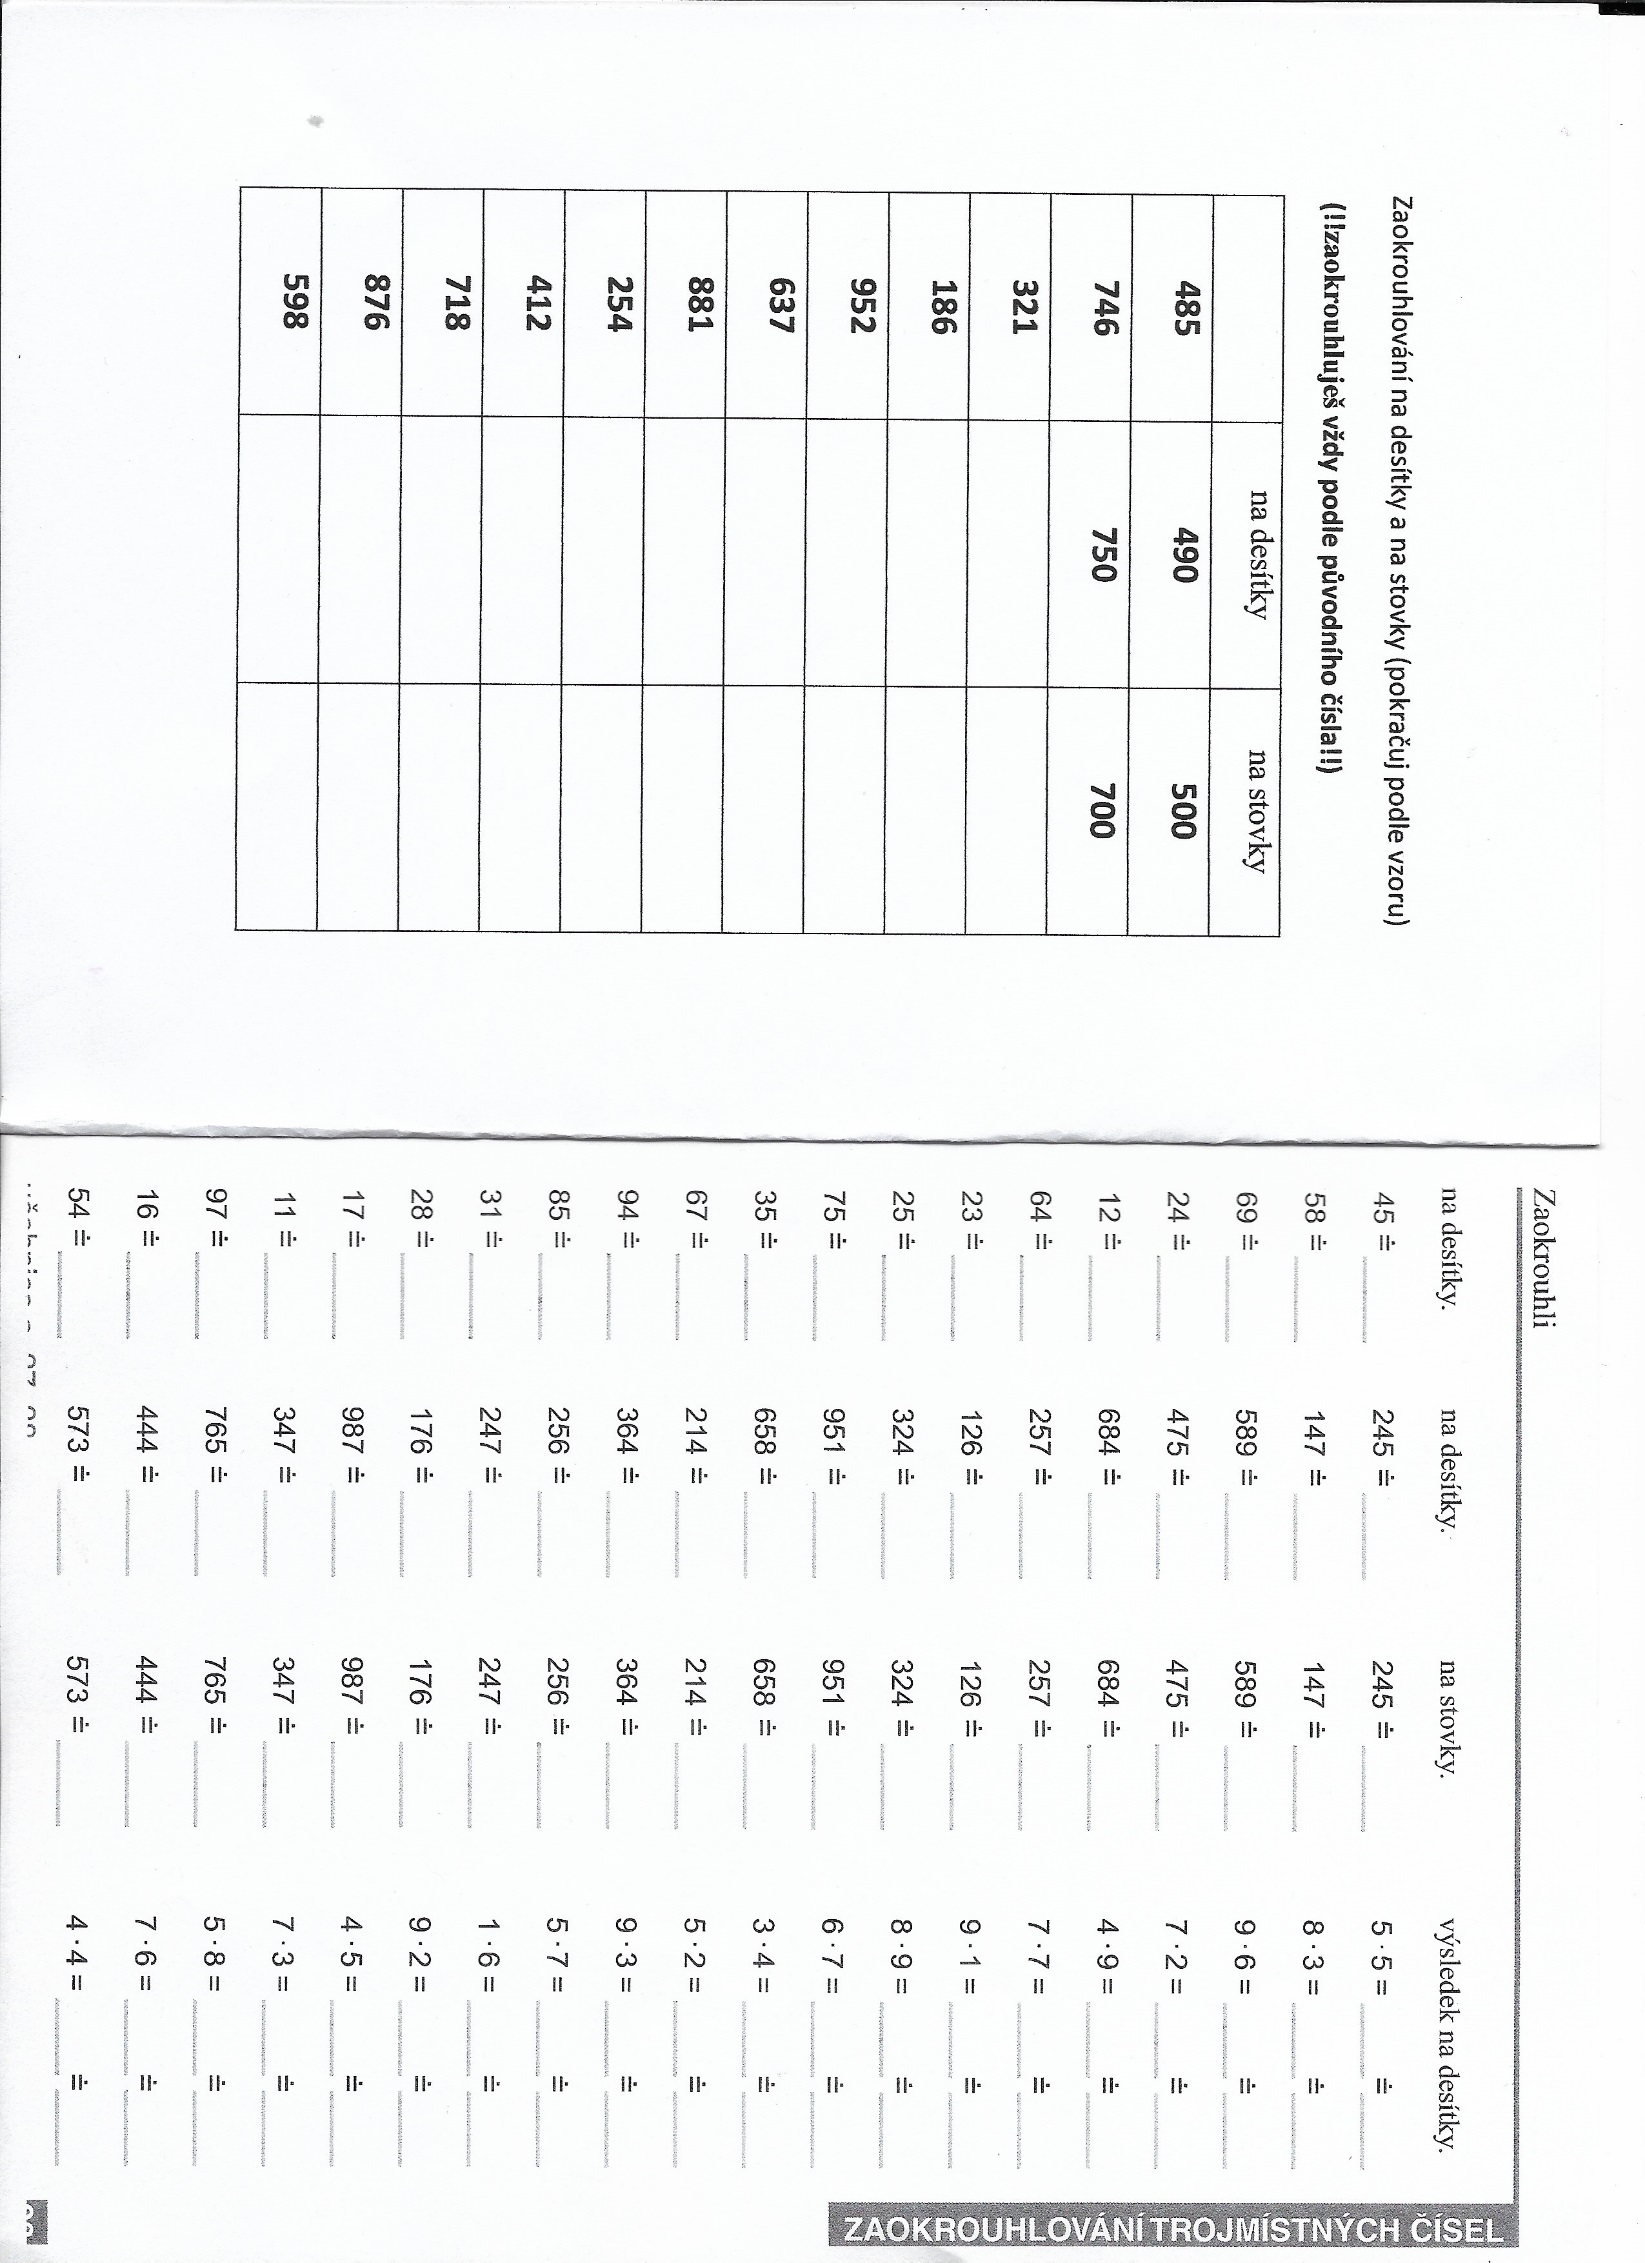 Zaokrouhlování na desítky a na stovky (pokračuj podle vzoru)
(!!zaokrouhluješ vždy podle původního čísla!!)
na desítky na stovky
485 490 500
746 750 700
321
186
952
637
881
254
412
718
876
598
Zaokrouhli
na desítky. na desítky. na stovky. výsledek na desítky.
45 ≐ 245 ≐ 245 ≐ 5 · 5 = ≐
58 ≐ 147 ≐ 147 ≐ 8 · 3 = ≐
69 ≐ 589 ≐ 589 ≐ 9 · 6 = ≐
24 ≐ 475 ≐ 475 ≐ 7 · 2 = ≐
12 ≐ 684 ≐ 684 ≐ 4 · 9 = ≐
64 ≐ 257 ≐ 257 ≐ 7 · 7 = ≐
23 ≐ 126 ≐ 126 ≐ 9 · 1 = ≐
25 ≐ 324 ≐ 324 ≐ 8 · 9 = ≐
75 ≐ 951 ≐ 951 ≐ 6 · 7 = ≐
35 ≐ 658 ≐ 658 ≐ 3 · 4 = ≐
67 ≐ 214 ≐ 214 ≐ 5 · 2 = ≐
94 ≐ 364 ≐ 364 ≐ 9 · 3 = ≐
85 ≐ 256 ≐ 256 ≐ 5 · 7 = ≐
31 ≐ 247 ≐ 247 ≐ 1 · 6 = ≐
28 ≐ 176 ≐ 176 ≐ 9 · 2 = ≐
17 ≐ 987 ≐ 987 ≐ 4 · 5 = ≐
11 ≐ 347 ≐ 347 ≐ 7 · 3 = ≐
97 ≐ 765 ≐ 765 ≐ 5 · 8 = ≐
16 ≐ 444 ≐ 444 ≐ 7 · 6 = ≐
54 ≐ 573 ≐ 573 ≐ 4 · 4 = ≐
ZAOKROUHLOVÁNÍ TROJMÍSTNÝCH ČÍSEL